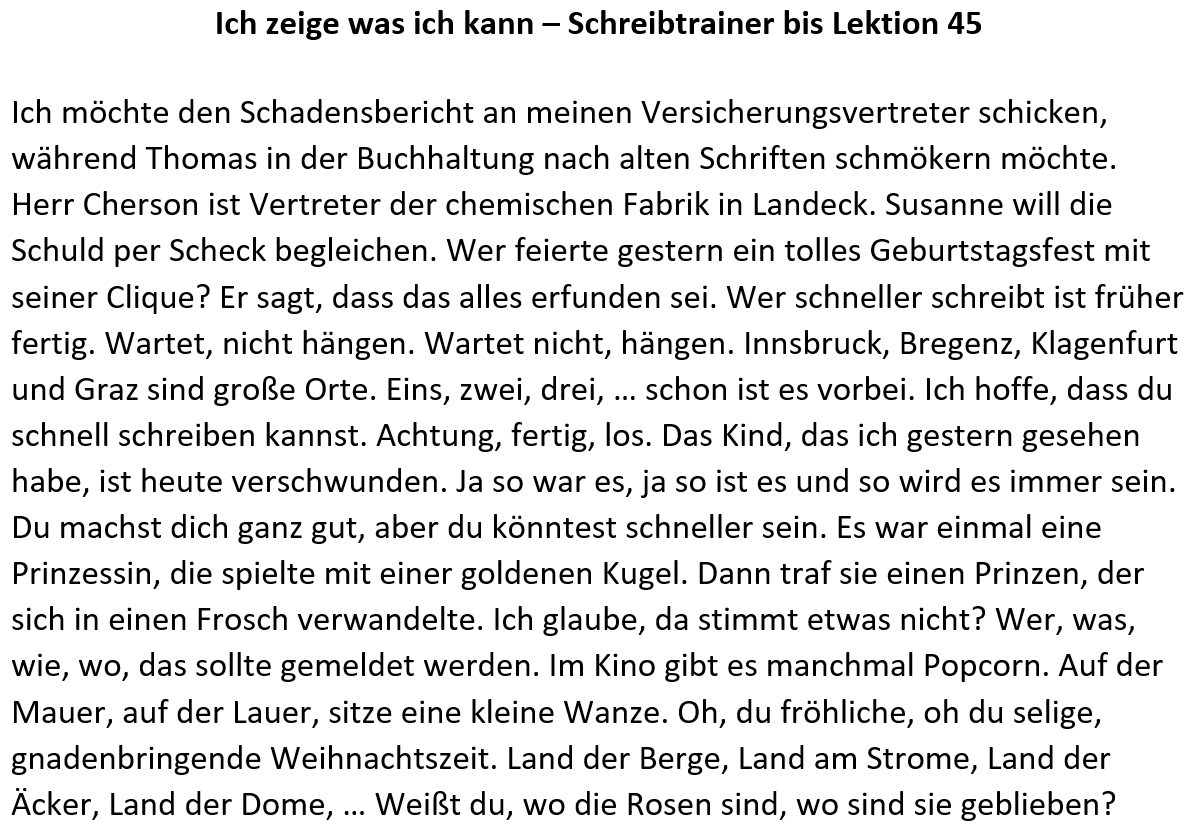 Ich zeige was ich kann – Schreibtrainer bis Lektion 45
Ich möchte den Schadensbericht an meinen Versicherungsvertreter schicken,
während Thomas in der Buchhaltung nach alten Schriften schmökern möchte.
Herr Cherson ist Vertreter der chemischen Fabrik in Landeck. Susanne will die
Schuld per Scheck begleichen. Wer feierte gestern ein tolles Geburtstagsfest mit
seiner Clique? Er sagt, dass das alles erfunden sei. Wer schneller schreibt ist früher
fertig. Wartet, nicht hängen. Wartet nicht, hängen. Innsbruck, Bregenz, Klagenfurt
und Graz sind große Orte. Eins, zwei, drei, … schon ist es vorbei. Ich hoffe, dass du
schnell schreiben kannst. Achtung, fertig, los. Das Kind, das ich gestern gesehen
habe, ist heute verschwunden. Ja so war es, ja so ist es und so wird es immer sein.
Du machst dich ganz gut, aber du könntest schneller sein. Es war einmal eine
Prinzessin, die spielte mit einer goldenen Kugel. Dann traf sie einen Prinzen, der
sich in einen Frosch verwandelte. Ich glaube, da stimmt etwas nicht? Wer, was,
wie, wo, das sollte gemeldet werden. Im Kino gibt es manchmal Popcorn. Auf der
Mauer, auf der Lauer, sitze eine kleine Wanze. Oh, du fröhliche, oh du selige,
gnadenbringende Weihnachtszeit. Land der Berge, Land am Strome, Land der
Äcker, Land der Dome, … Weißt du, wo die Rosen sind, wo sind sie geblieben?